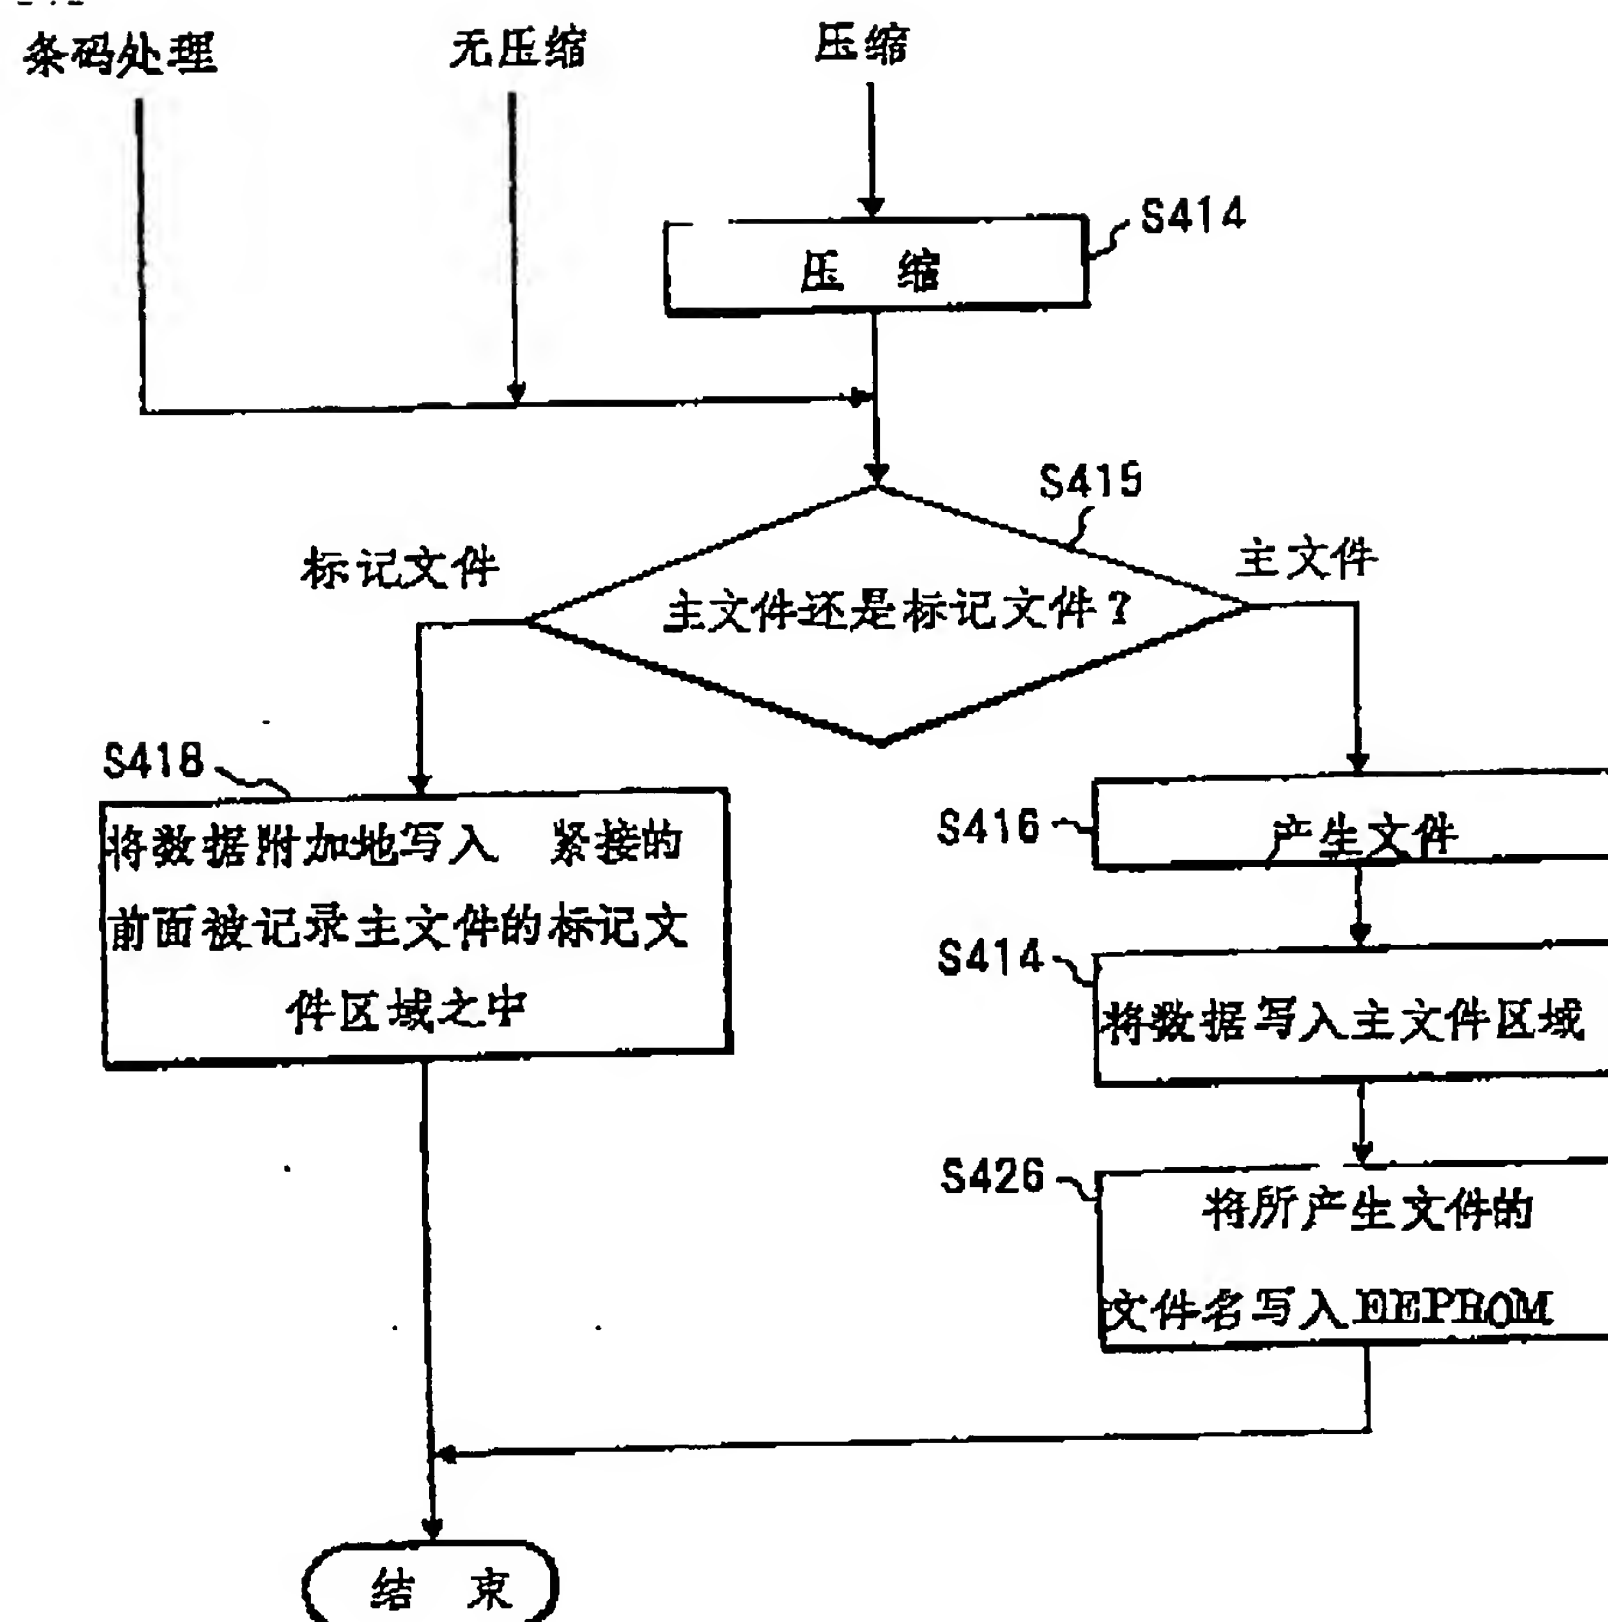 条码处理
无压缩
压缩
S414
压 缩
S415
标记文件
主文件
主文件还是标记文件？
S418
将数据附加地写入 紧接的
前面被记录主文件的标记文
件区域之中
S416
产生文件
S414
将数据写入主文件区域
S426
将所产生文件的
文件名写入EEPROM
结 束